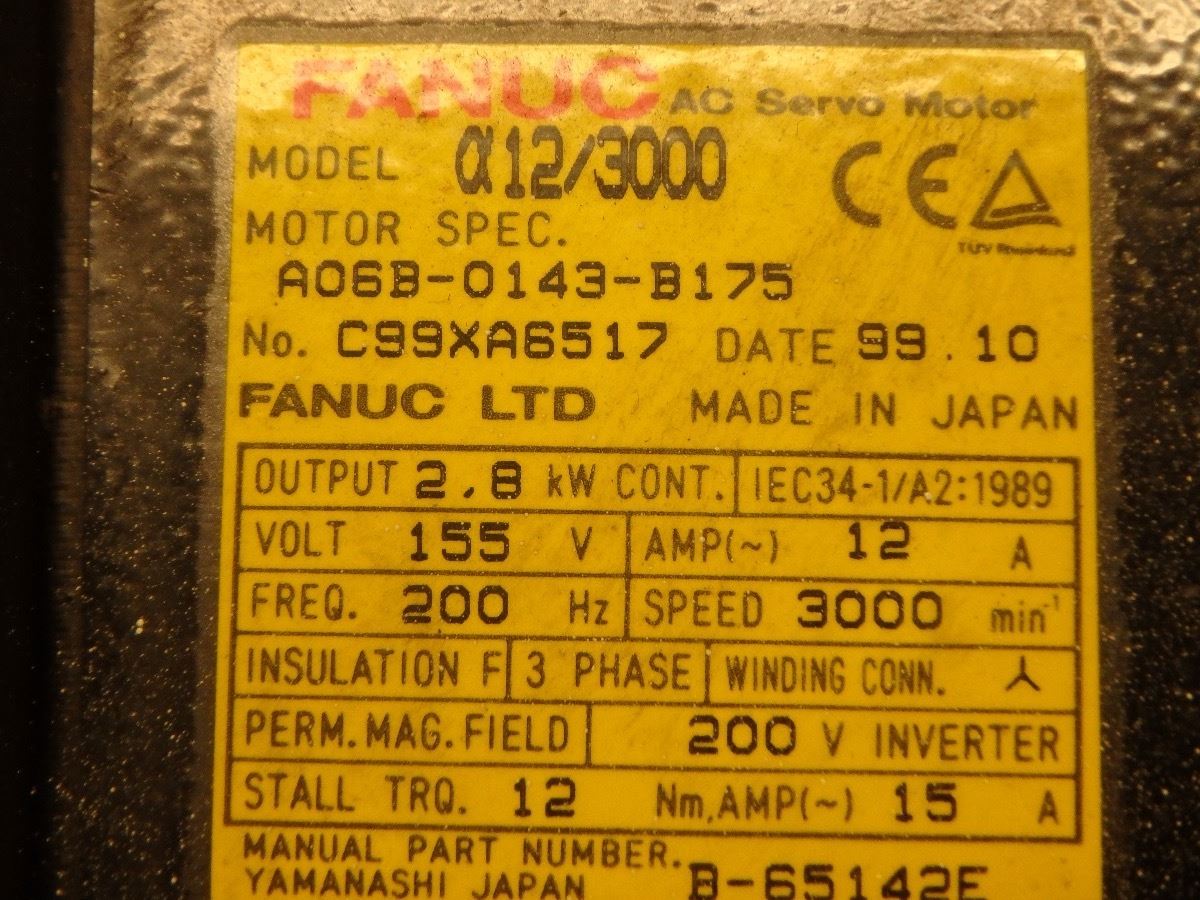 FANUC AC Servo Motor
MODEL α12/3000
CE
TÜV Rheinland
MOTOR SPEC.
A06B-0143-B175
No. C99XA6517 DATE 99.10
FANUC LTD MADE IN JAPAN
OUTPUT 2.8 kW CONT. IEC34-1/A2:1989
VOLT 155 V AMP(~) 12 A
FREQ. 200 Hz SPEED 3000 min⁻¹
INSULATION F 3 PHASE WINDING CONN.
PERM.MAG.FIELD 200 V INVERTER
STALL TRQ. 12 Nm,AMP(~) 15 A
MANUAL PART NUMBER.
YAMANASHI JAPAN B-65142E